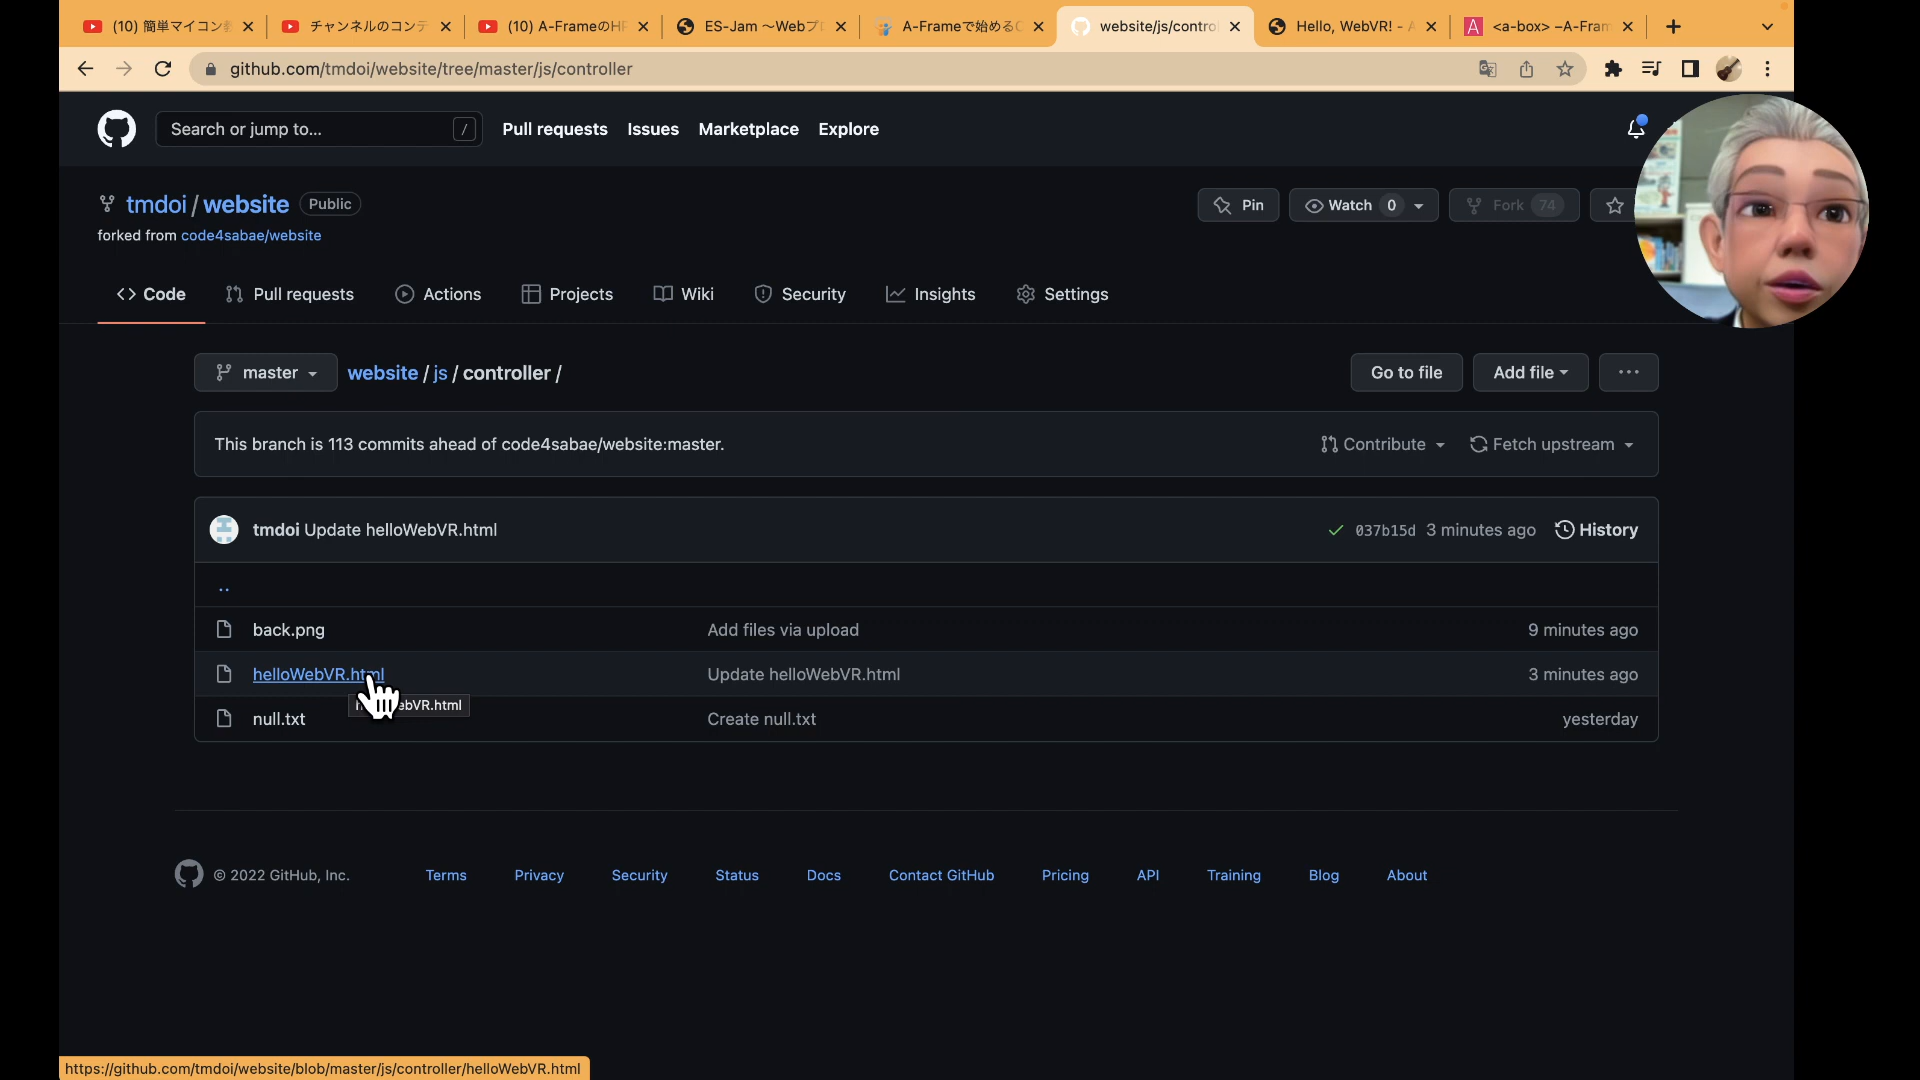 (10) 簡単マイコン
チャンネルのコンテ
(10) A-FrameのHP
ES-Jam 〜Webプ
A-Frameで始める
website/js/contro
Hello, WebVR! - A
<a-box> –A-Fram
github.com/tmdoi/website/tree/master/js/controller
Search or jump to... /
Pull requests Issues Marketplace Explore
tmdoi / website Public
Pin Watch 0 Fork 74
forked from code4sabae/website
<> Code Pull requests Actions Projects Wiki Security Insights Settings
master website / js / controller /
Go to file Add file ...
This branch is 113 commits ahead of code4sabae/website:master.
Contribute Fetch upstream
tmdoi Update helloWebVR.html 037b15d 3 minutes ago History
..
back.png Add files via upload 9 minutes ago
helloWebVR.html Update helloWebVR.html 3 minutes ago
ebVR.html
null.txt Create null.txt yesterday
© 2022 GitHub, Inc. Terms Privacy Security Status Docs Contact GitHub Pricing API Training Blog About
https://github.com/tmdoi/website/blob/master/js/controller/helloWebVR.html